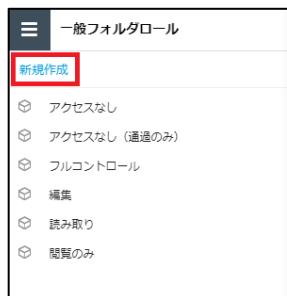 一般フォルダロール
新規作成
アクセスなし
アクセスなし（通過のみ）
フルコントロール
編集
読み取り
閲覧のみ